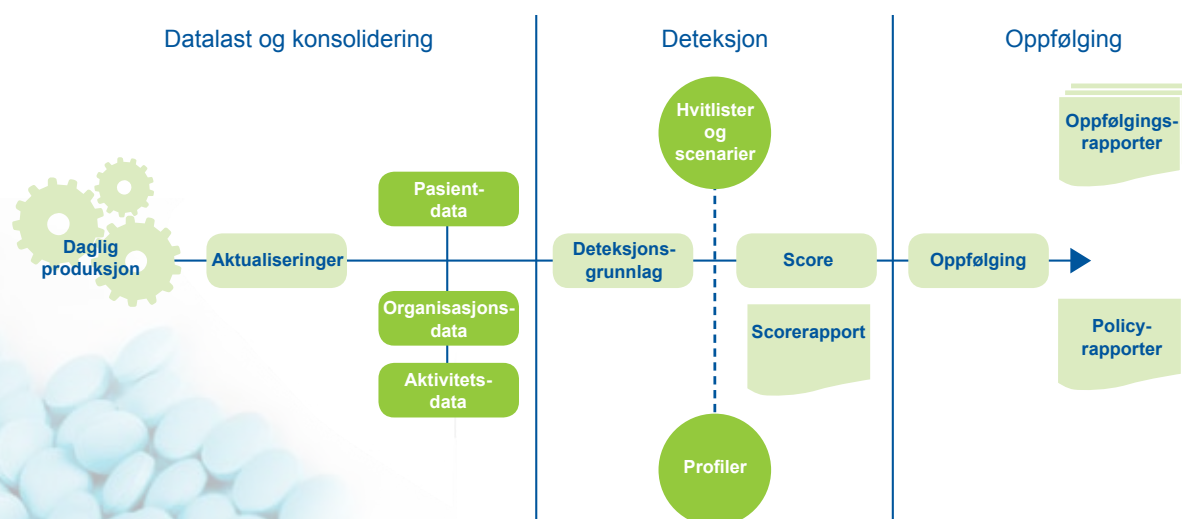 Datalast og konsolidering
Deteksjon
Oppfølging
Hvitlister
og
scenarier
Oppfølgings-
rapporter
Pasient-
data
Daglig
produksjon
Aktualiseringer
Deteksjons-
grunnlag
Score
Oppfølging
Organisasjons-
data
Scorerapport
Policy-
rapporter
Aktivitets-
data
Profiler